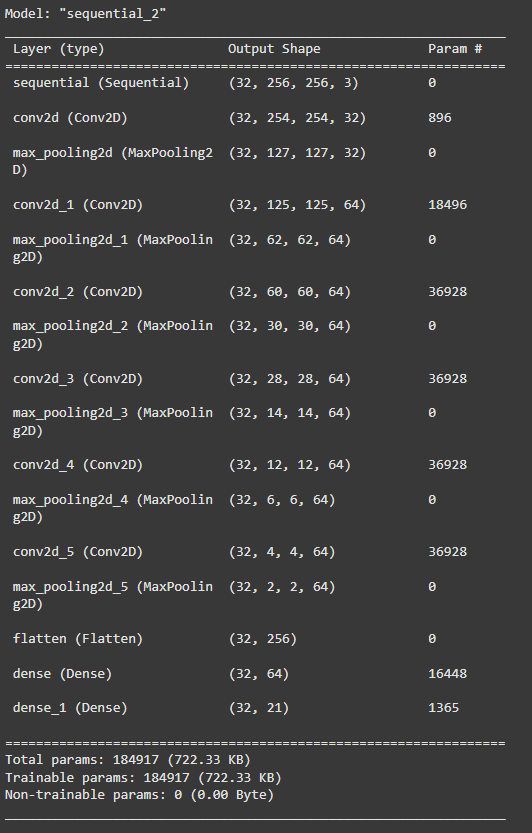 Model: "sequential_2"
_________________________________________________________________
Layer (type) Output Shape Param #
=================================================================
sequential (Sequential) (32, 256, 256, 3) 0
conv2d (Conv2D) (32, 254, 254, 32) 896
max_pooling2d (MaxPooling2 (32, 127, 127, 32) 0
D)
conv2d_1 (Conv2D) (32, 125, 125, 64) 18496
max_pooling2d_1 (MaxPoolin (32, 62, 62, 64) 0
g2D)
conv2d_2 (Conv2D) (32, 60, 60, 64) 36928
max_pooling2d_2 (MaxPoolin (32, 30, 30, 64) 0
g2D)
conv2d_3 (Conv2D) (32, 28, 28, 64) 36928
max_pooling2d_3 (MaxPoolin (32, 14, 14, 64) 0
g2D)
conv2d_4 (Conv2D) (32, 12, 12, 64) 36928
max_pooling2d_4 (MaxPoolin (32, 6, 6, 64) 0
g2D)
conv2d_5 (Conv2D) (32, 4, 4, 64) 36928
max_pooling2d_5 (MaxPoolin (32, 2, 2, 64) 0
g2D)
flatten (Flatten) (32, 256) 0
dense (Dense) (32, 64) 16448
dense_1 (Dense) (32, 21) 1365
=================================================================
Total params: 184917 (722.33 KB)
Trainable params: 184917 (722.33 KB)
Non-trainable params: 0 (0.00 Byte)
_________________________________________________________________